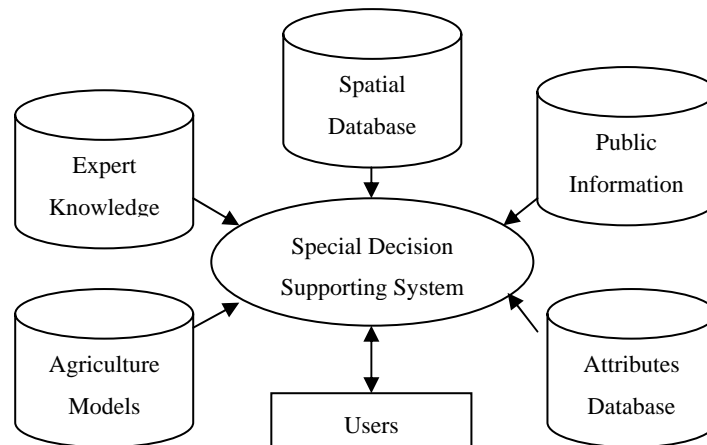 Spatial
Database
Expert
Knowledge
Public
Information
Special Decision
Supporting System
Agriculture
Models
Attributes
Database
Users